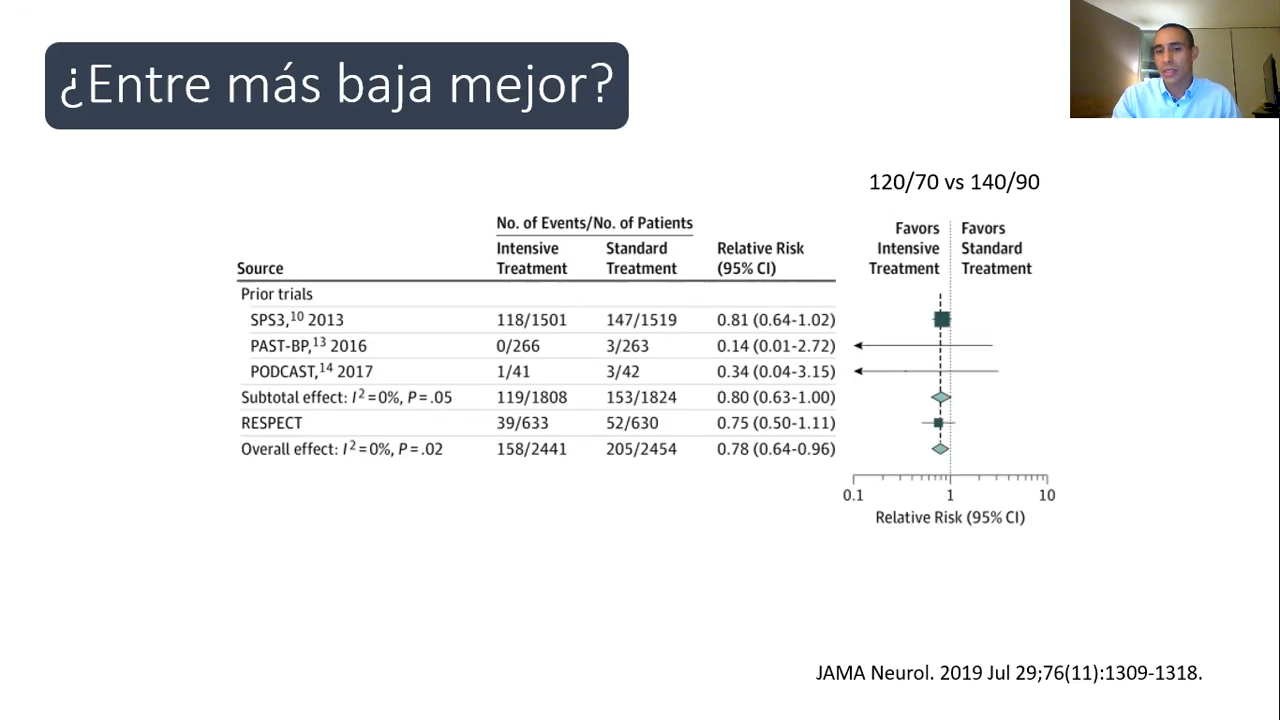 ¿Entre más baja mejor?
120/70 vs 140/90
No. of Events/No. of Patients
Source
Intensive Treatment
Standard Treatment
Relative Risk (95% CI)
Favors Intensive Treatment
Favors Standard Treatment
Prior trials
SPS3,10 2013 118/1501 147/1519 0.81 (0.64-1.02)
PAST-BP,13 2016 0/266 3/263 0.14 (0.01-2.72)
PODCAST,14 2017 1/41 3/42 0.34 (0.04-3.15)
Subtotal effect: I2=0%, P=.05 119/1808 153/1824 0.80 (0.63-1.00)
RESPECT 39/633 52/630 0.75 (0.50-1.11)
Overall effect: I2=0%, P=.02 158/2441 205/2454 0.78 (0.64-0.96)
0.1 1 10
Relative Risk (95% CI)
JAMA Neurol. 2019 Jul 29;76(11):1309-1318.